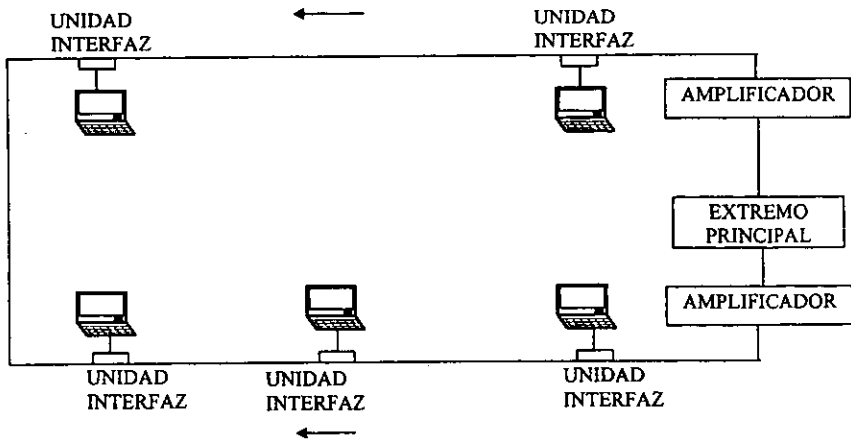 UNIDAD
INTERFAZ
UNIDAD
INTERFAZ
AMPLIFICADOR
EXTREMO
PRINCIPAL
AMPLIFICADOR
UNIDAD
INTERFAZ
UNIDAD
INTERFAZ
UNIDAD
INTERFAZ